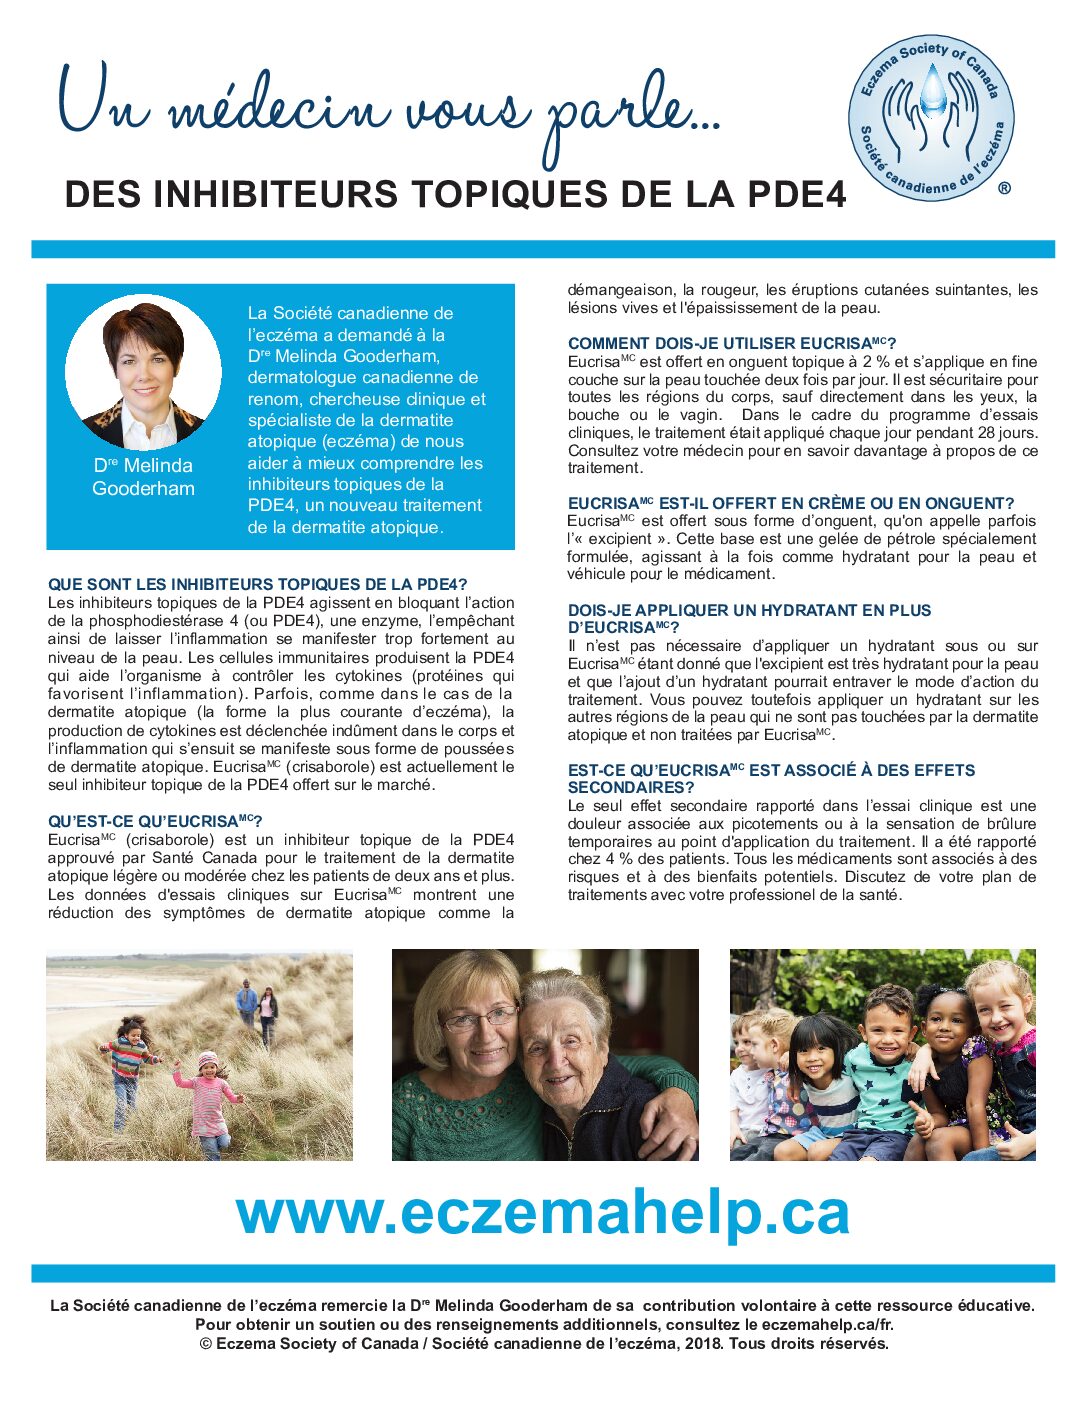 Un médecin vous parle...
DES INHIBITEURS TOPIQUES DE LA PDE4
Eczema Society of Canada
Société canadienne de l'eczéma
®
La Société canadienne de
l’eczéma a demandé à la
Dre Melinda Gooderham,
dermatologue canadienne de
renom, chercheuse clinique et
spécialiste de la dermatite
atopique (eczéma) de nous
aider à mieux comprendre les
inhibiteurs topiques de la
PDE4, un nouveau traitement
de la dermatite atopique.
Dre Melinda
Gooderham
QUE SONT LES INHIBITEURS TOPIQUES DE LA PDE4?
Les inhibiteurs topiques de la PDE4 agissent en bloquant l’action
de la phosphodiestérase 4 (ou PDE4), une enzyme, l’empêchant
ainsi de laisser l’inflammation se manifester trop fortement au
niveau de la peau. Les cellules immunitaires produisent la PDE4
qui aide l’organisme à contrôler les cytokines (protéines qui
favorisent l’inflammation). Parfois, comme dans le cas de la
dermatite atopique (la forme la plus courante d’eczéma), la
production de cytokines est déclenchée indûment dans le corps et
l’inflammation qui s’ensuit se manifeste sous forme de poussées
de dermatite atopique. EucrisaMC (crisaborole) est actuellement le
seul inhibiteur topique de la PDE4 offert sur le marché.
QU’EST-CE QU’EUCRISAMC?
EucrisaMC (crisaborole) est un inhibiteur topique de la PDE4
approuvé par Santé Canada pour le traitement de la dermatite
atopique légère ou modérée chez les patients de deux ans et plus.
Les données d'essais cliniques sur EucrisaMC montrent une
réduction des symptômes de dermatite atopique comme la
démangeaison, la rougeur, les éruptions cutanées suintantes, les
lésions vives et l'épaississement de la peau.
COMMENT DOIS-JE UTILISER EUCRISAMC?
EucrisaMC est offert en onguent topique à 2 % et s’applique en fine
couche sur la peau touchée deux fois par jour. Il est sécuritaire pour
toutes les régions du corps, sauf directement dans les yeux, la
bouche ou le vagin. Dans le cadre du programme d’essais
cliniques, le traitement était appliqué chaque jour pendant 28 jours.
Consultez votre médecin pour en savoir davantage à propos de ce
traitement.
EUCRISAMC EST-IL OFFERT EN CRÈME OU EN ONGUENT?
EucrisaMC est offert sous forme d’onguent, qu'on appelle parfois
l’« excipient ». Cette base est une gelée de pétrole spécialement
formulée, agissant à la fois comme hydratant pour la peau et
véhicule pour le médicament.
DOIS-JE APPLIQUER UN HYDRATANT EN PLUS
D’EUCRISAMC?
Il n’est pas nécessaire d’appliquer un hydratant sous ou sur
EucrisaMC étant donné que l'excipient est très hydratant pour la peau
et que l’ajout d’un hydratant pourrait entraver le mode d’action du
traitement. Vous pouvez toutefois appliquer un hydratant sur les
autres régions de la peau qui ne sont pas touchées par la dermatite
atopique et non traitées par EucrisaMC.
EST-CE QU’EUCRISAMC EST ASSOCIÉ À DES EFFETS
SECONDAIRES?
Le seul effet secondaire rapporté dans l’essai clinique est une
douleur associée aux picotements ou à la sensation de brûlure
temporaires au point d'application du traitement. Il a été rapporté
chez 4 % des patients. Tous les médicaments sont associés à des
risques et à des bienfaits potentiels. Discutez de votre plan de
traitements avec votre professionel de la santé.
www.eczemahelp.ca
La Société canadienne de l’eczéma remercie la Dre Melinda Gooderham de sa contribution volontaire à cette ressource éducative.
Pour obtenir un soutien ou des renseignements additionnels, consultez le eczemahelp.ca/fr.
© Eczema Society of Canada / Société canadienne de l’eczéma, 2018. Tous droits réservés.